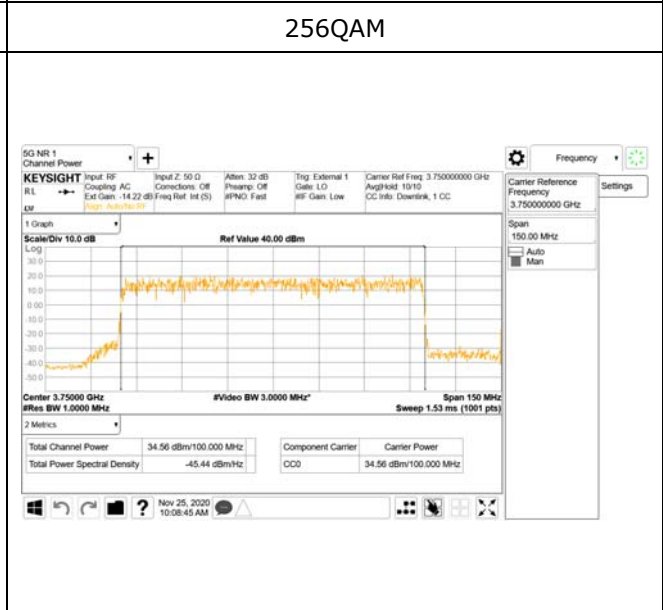 256QAM
5G NR 1
Channel Power
Frequency
KEYSIGHT
RL
Input: RF
Coupling: AC
Ext Gain: -14.22 dB
Align: Auto/No RF
Input Z: 50 Ω
Corrections: Off
Freq Ref: Int (S)
Atten: 32 dB
Preamp: Off
#PNO: Fast
Trig: External 1
Gate: LO
#IF Gain: Low
Carrier Ref Freq: 3.750000000 GHz
Avg|Hold: 10/10
CC Info: Downlink, 1 CC
Carrier Reference
Frequency
3.750000000 GHz
Settings
Span
150.00 MHz
Auto
Man
1 Graph
Scale/Div 10.0 dB
Ref Value 40.00 dBm
Log
30.0
20.0
10.0
0.00
-10.0
-20.0
-30.0
-40.0
-50.0
Center 3.75000 GHz
#Video BW 3.0000 MHz*
Span 150 MHz
#Res BW 1.0000 MHz
Sweep 1.53 ms (1001 pts)
2 Metrics
Total Channel Power 34.56 dBm/100.000 MHz
Total Power Spectral Density -45.44 dBm/Hz
Component Carrier Carrier Power
CC0 34.56 dBm/100.000 MHz
?
Nov 25, 2020
10:08:45 AM